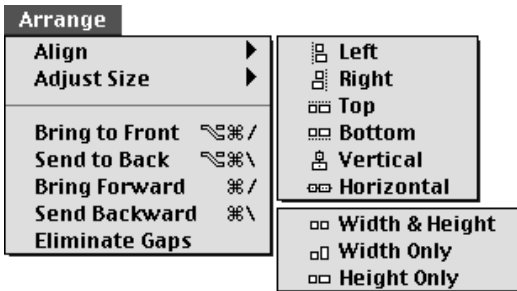 Arrange
Align
Adjust Size
Bring to Front ⌥⌘/
Send to Back ⌥⌘\
Bring Forward ⌘/
Send Backward ⌘\
Eliminate Gaps
Left
Right
Top
Bottom
Vertical
Horizontal
Width & Height
Width Only
Height Only